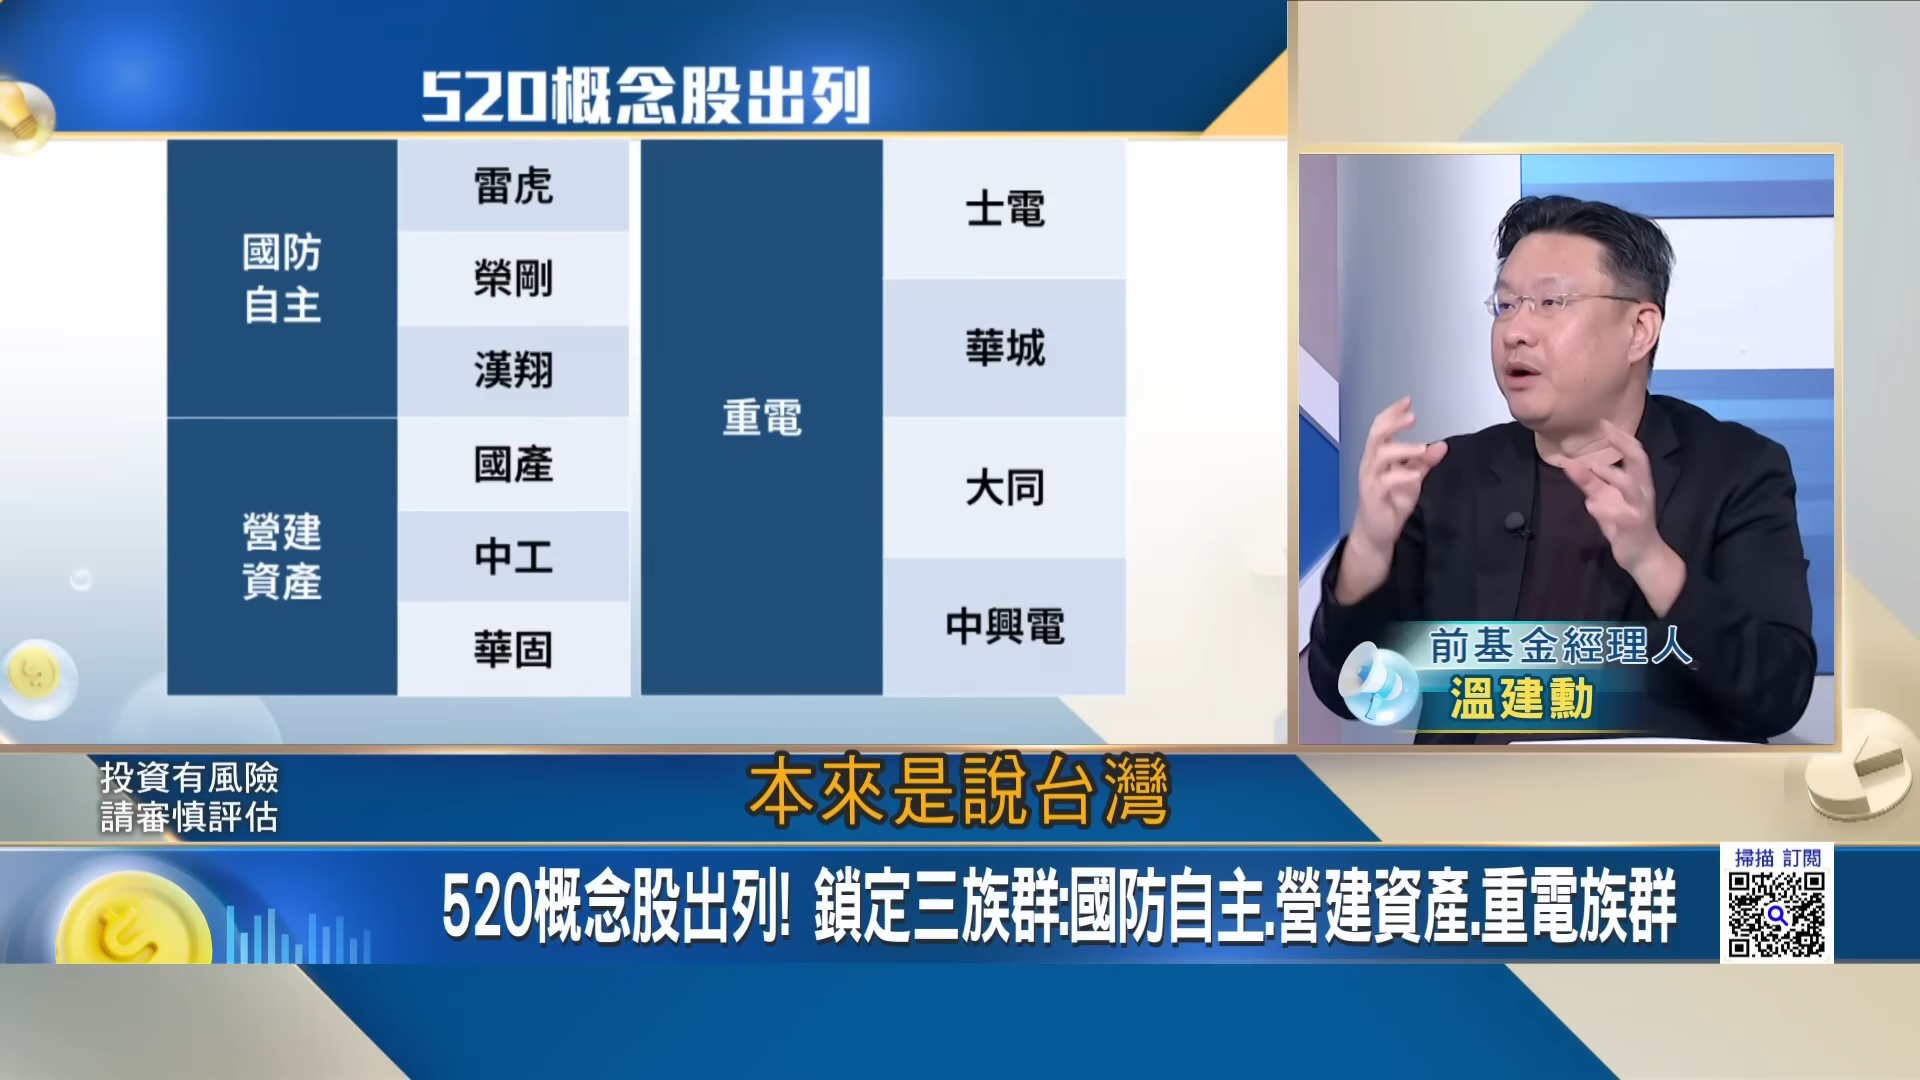 520概念股出列
國防
自主
雷虎
榮剛
漢翔
營建
資產
國產
中工
華固
重電
士電
華城
大同
中興電
前基金經理人
溫建勳
投資有風險
請審慎評估
本來是說台灣
520概念股出列! 鎖定三族群:國防自主.營建資產.重電族群
掃描 訂閱